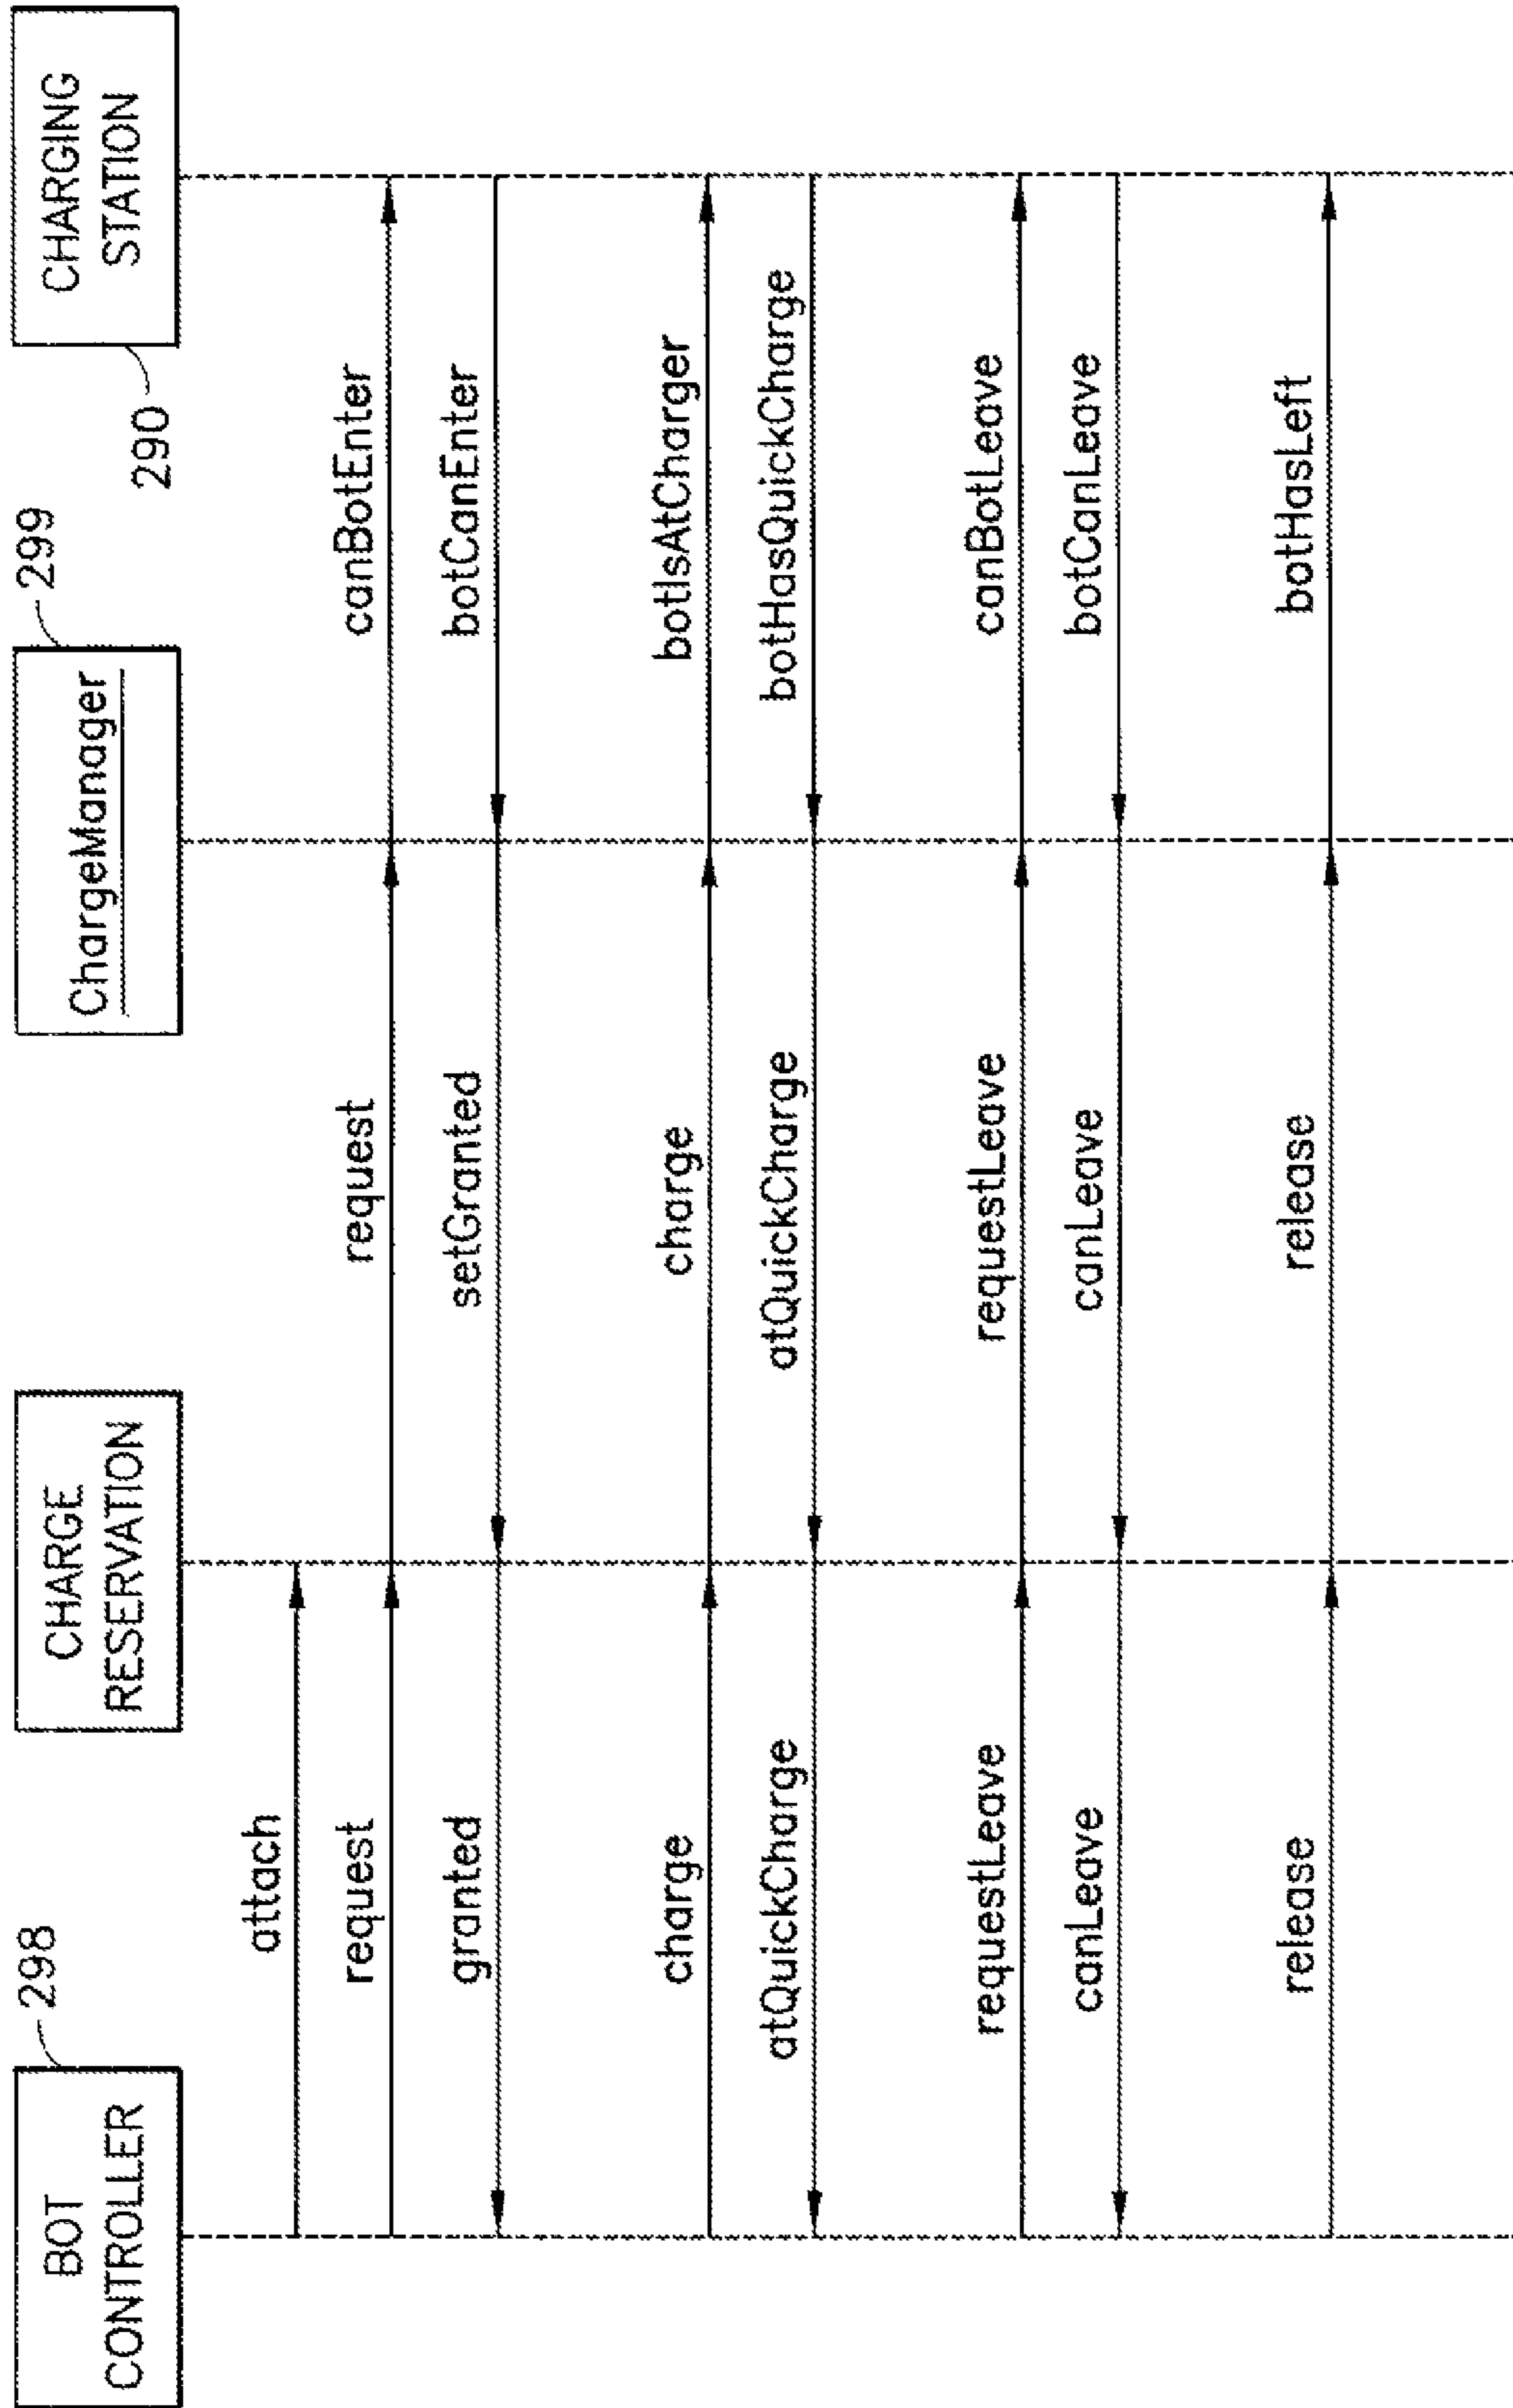 BOT
CONTROLLER
298
CHARGE
RESERVATION
ChargeManager
299
CHARGING
STATION
290
attach
request
request
canBotEnter
granted
setGranted
botCanEnter
charge
charge
botIsAtCharger
atQuickCharge
atQuickCharge
botHasQuickCharge
requestLeave
requestLeave
canBotLeave
canLeave
canLeave
botCanLeave
release
release
botHasLeft